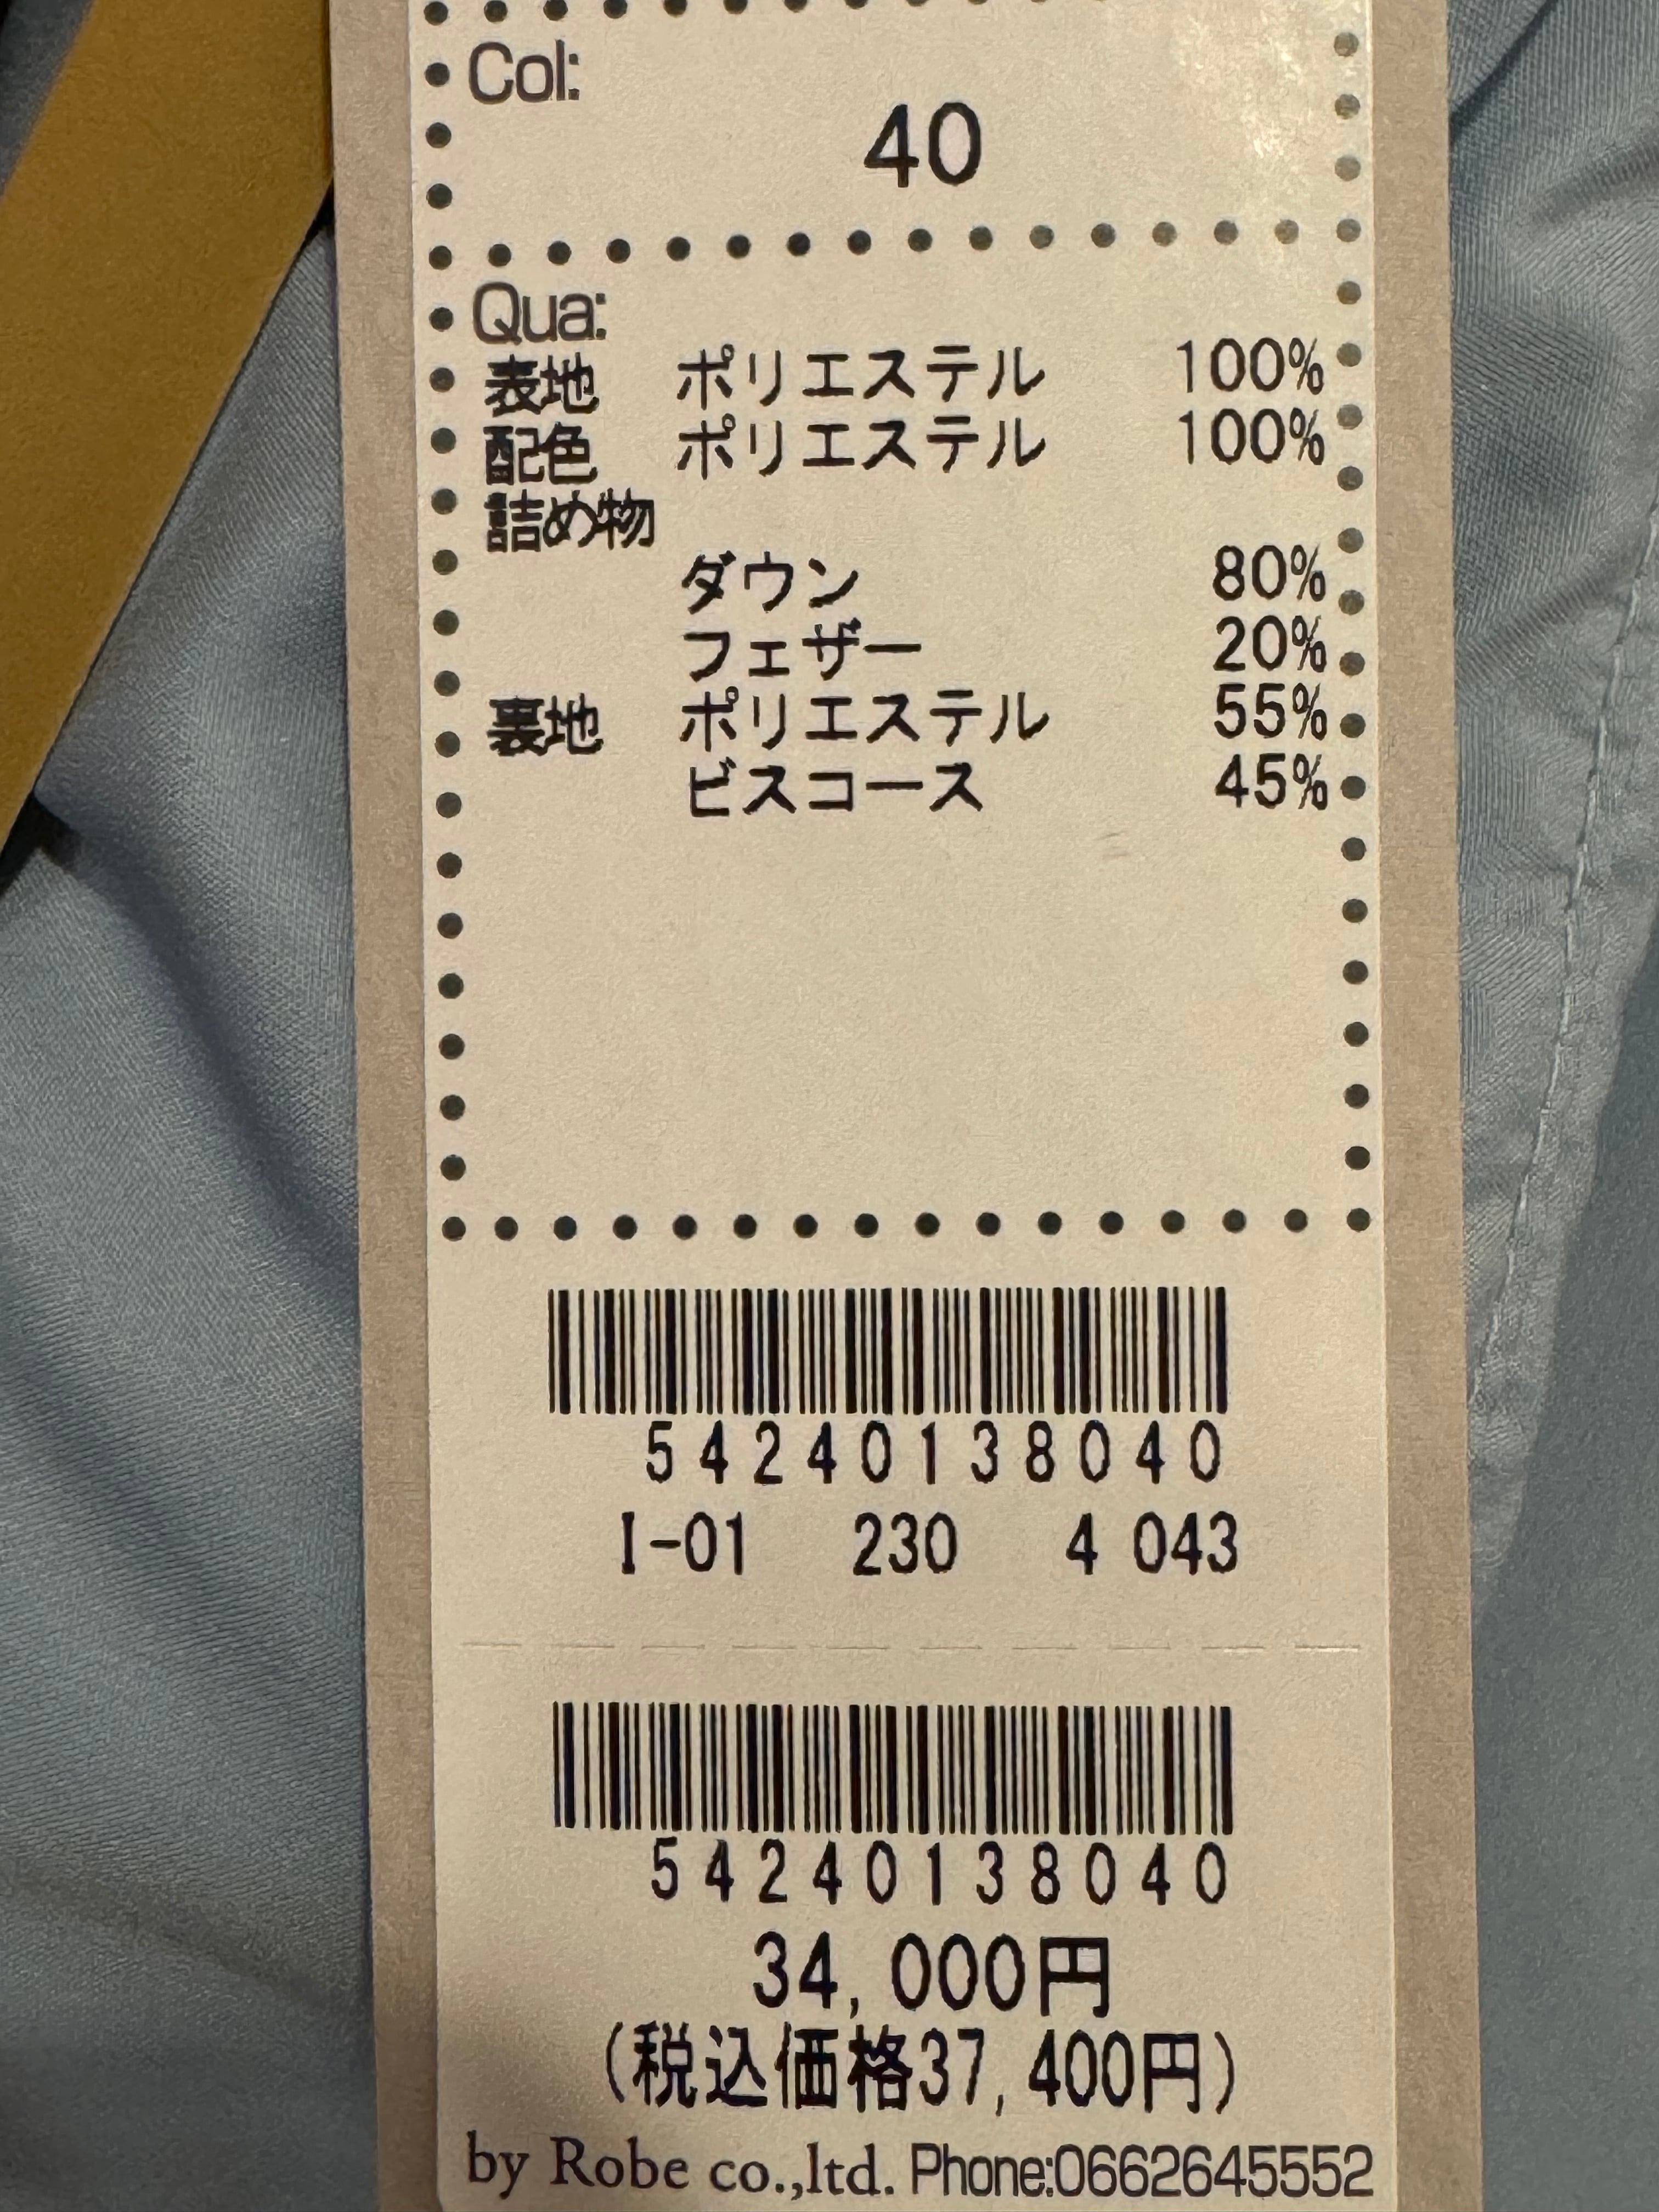 Col:
40
Qua:
表地 ポリエステル 100%
配色 ポリエステル 100%
詰め物
ダウン 80%
フェザー 20%
裏地 ポリエステル 55%
ビスコース 45%
54240138040
I-01 230 4 043
54240138040
34,000円
(税込価格37,400円)
by Robe co.,ltd. Phone:0662645552